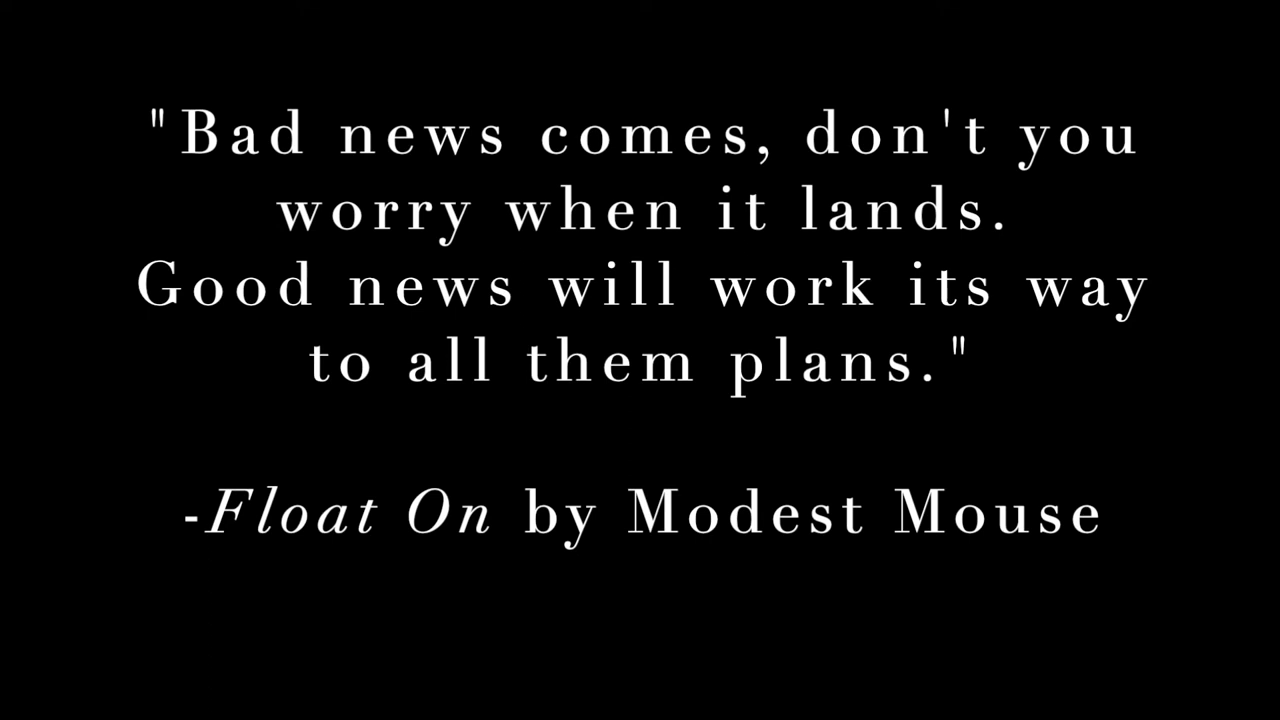 "Bad news comes, don't you
worry when it lands.
Good news will work its way
to all them plans."
-Float On by Modest Mouse